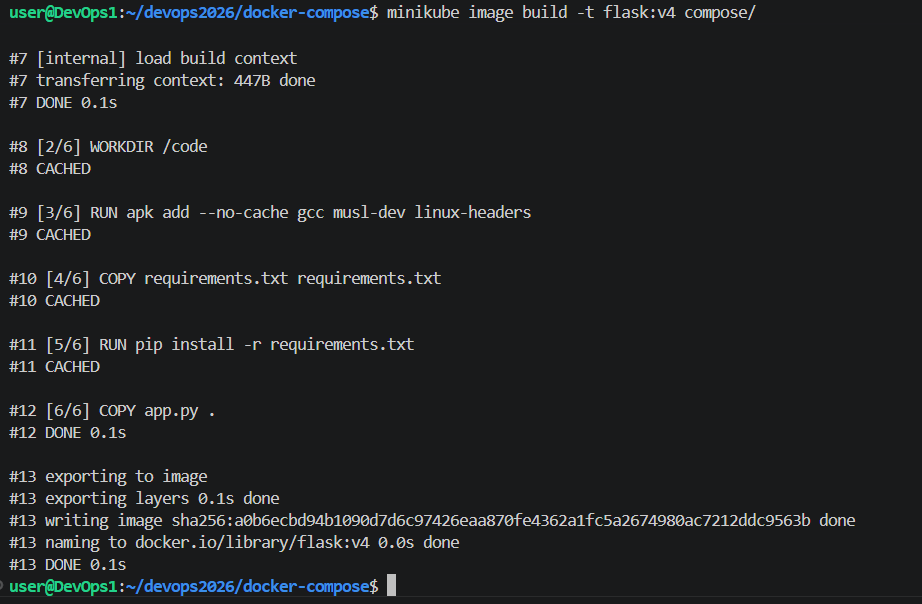 user@DevOps1:~/devops2026/docker-compose$ minikube image build -t flask:v4 compose/
#7 [internal] load build context
#7 transferring context: 447B done
#7 DONE 0.1s
#8 [2/6] WORKDIR /code
#8 CACHED
#9 [3/6] RUN apk add --no-cache gcc musl-dev linux-headers
#9 CACHED
#10 [4/6] COPY requirements.txt requirements.txt
#10 CACHED
#11 [5/6] RUN pip install -r requirements.txt
#11 CACHED
#12 [6/6] COPY app.py .
#12 DONE 0.1s
#13 exporting to image
#13 exporting layers 0.1s done
#13 writing image sha256:a0b6ecbd94b1090d7d6c97426eaa870fe4362a1fc5a2674980ac7212ddc9563b done
#13 naming to docker.io/library/flask:v4 0.0s done
#13 DONE 0.1s
user@DevOps1:~/devops2026/docker-compose$